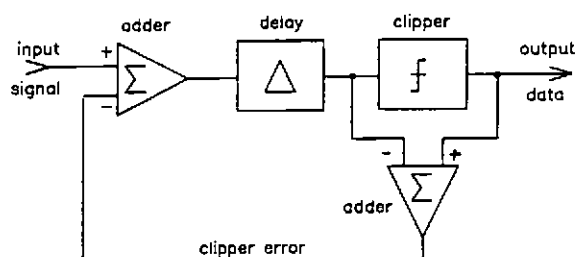 adder
delay
clipper
input
signal
+
Σ
−
Δ
output
data
−
+
Σ
adder
clipper error